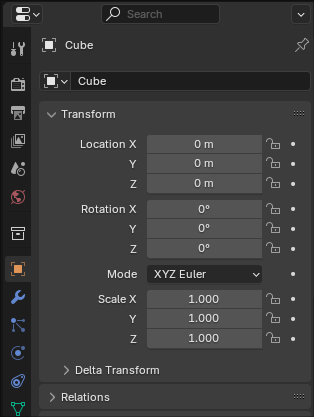 Search
Cube
Cube
Transform
Location X 0 m
Y 0 m
Z 0 m
Rotation X 0°
Y 0°
Z 0°
Mode XYZ Euler
Scale X 1.000
Y 1.000
Z 1.000
Delta Transform
Relations